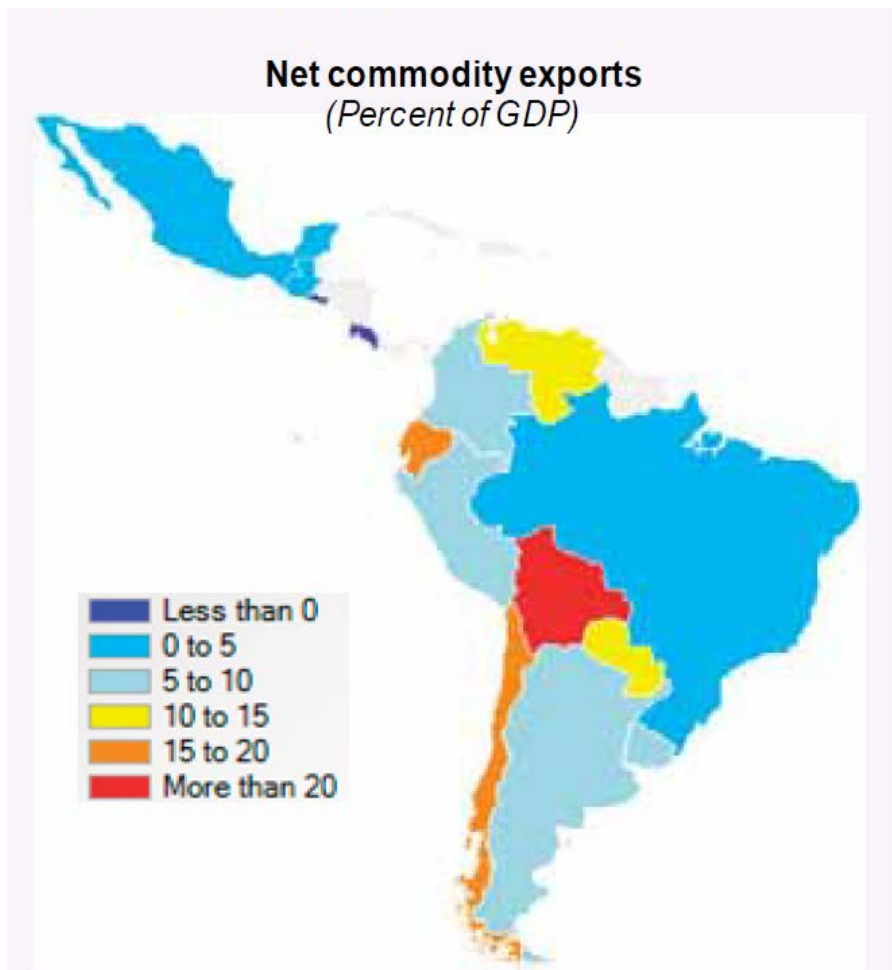 Net commodity exports
(Percent of GDP)
Less than 0
0 to 5
5 to 10
10 to 15
15 to 20
More than 20